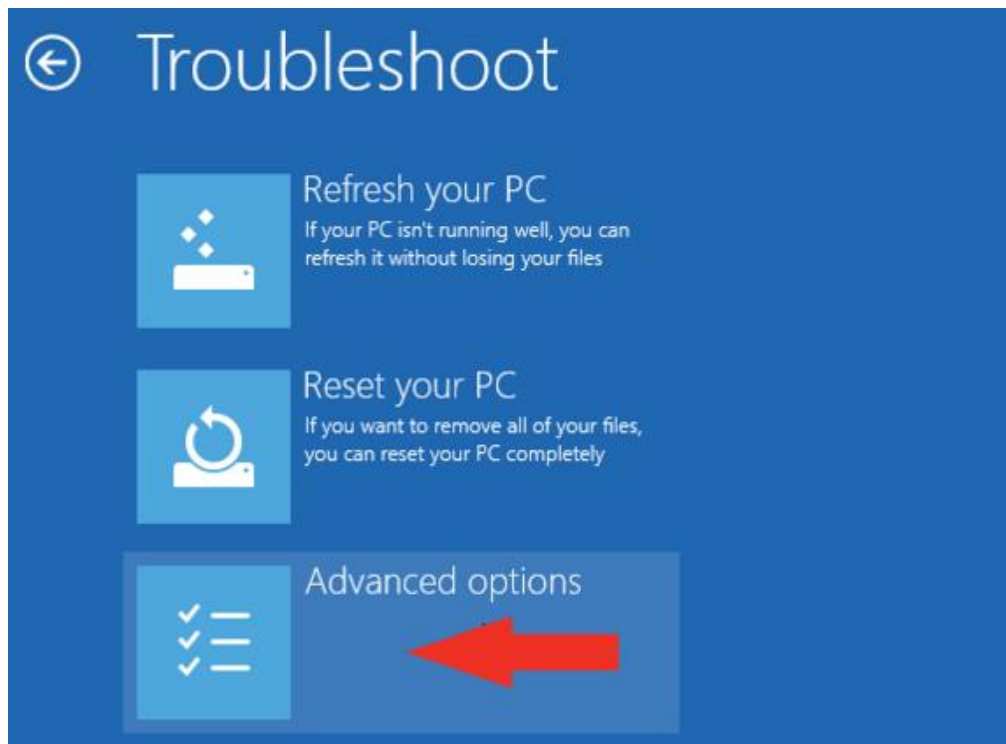 Troubleshoot
Refresh your PC
If your PC isn't running well, you can
refresh it without losing your files
Reset your PC
If you want to remove all of your files,
you can reset your PC completely
Advanced options